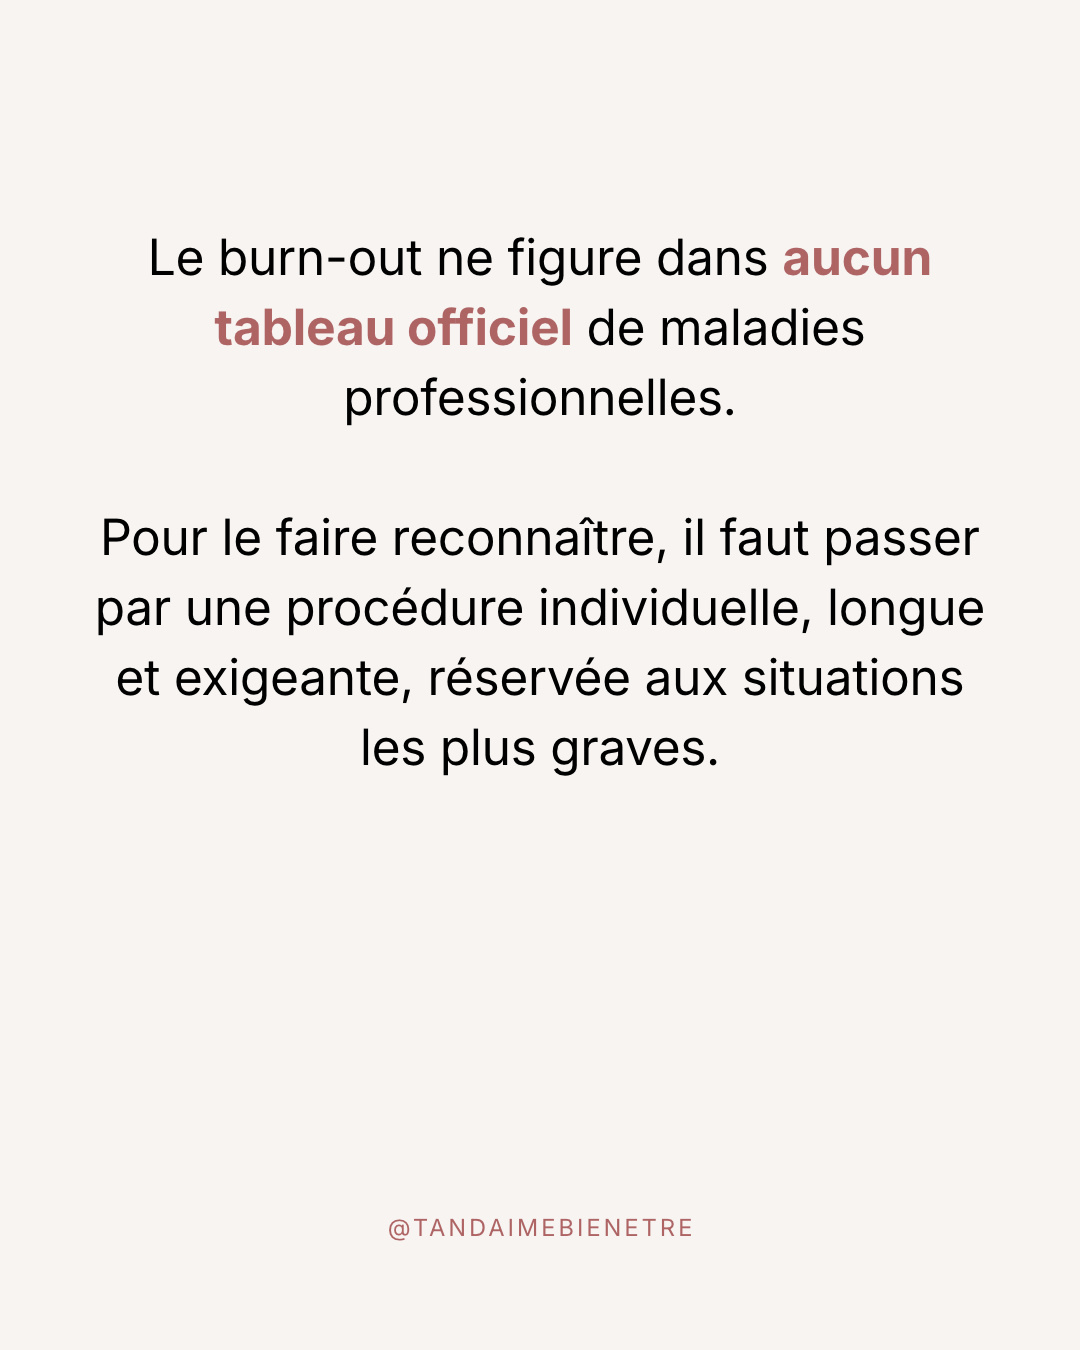 Le burn-out ne figure dans aucun
tableau officiel de maladies
professionnelles.
Pour le faire reconnaître, il faut passer
par une procédure individuelle, longue
et exigeante, réservée aux situations
les plus graves.
@TANDAIMEBIENETRE